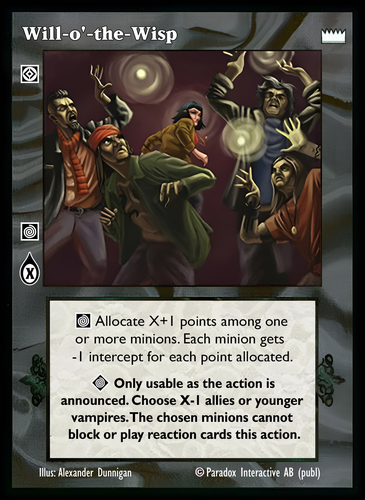 Will-o'-the-Wisp
X
Allocate X+1 points among one
or more minions. Each minion gets
-1 intercept for each point allocated.
Only usable as the action is
announced. Choose X-1 allies or younger
vampires. The chosen minions cannot
block or play reaction cards this action.
Illus: Alexander Dunnigan © Paradox Interactive AB (publ)